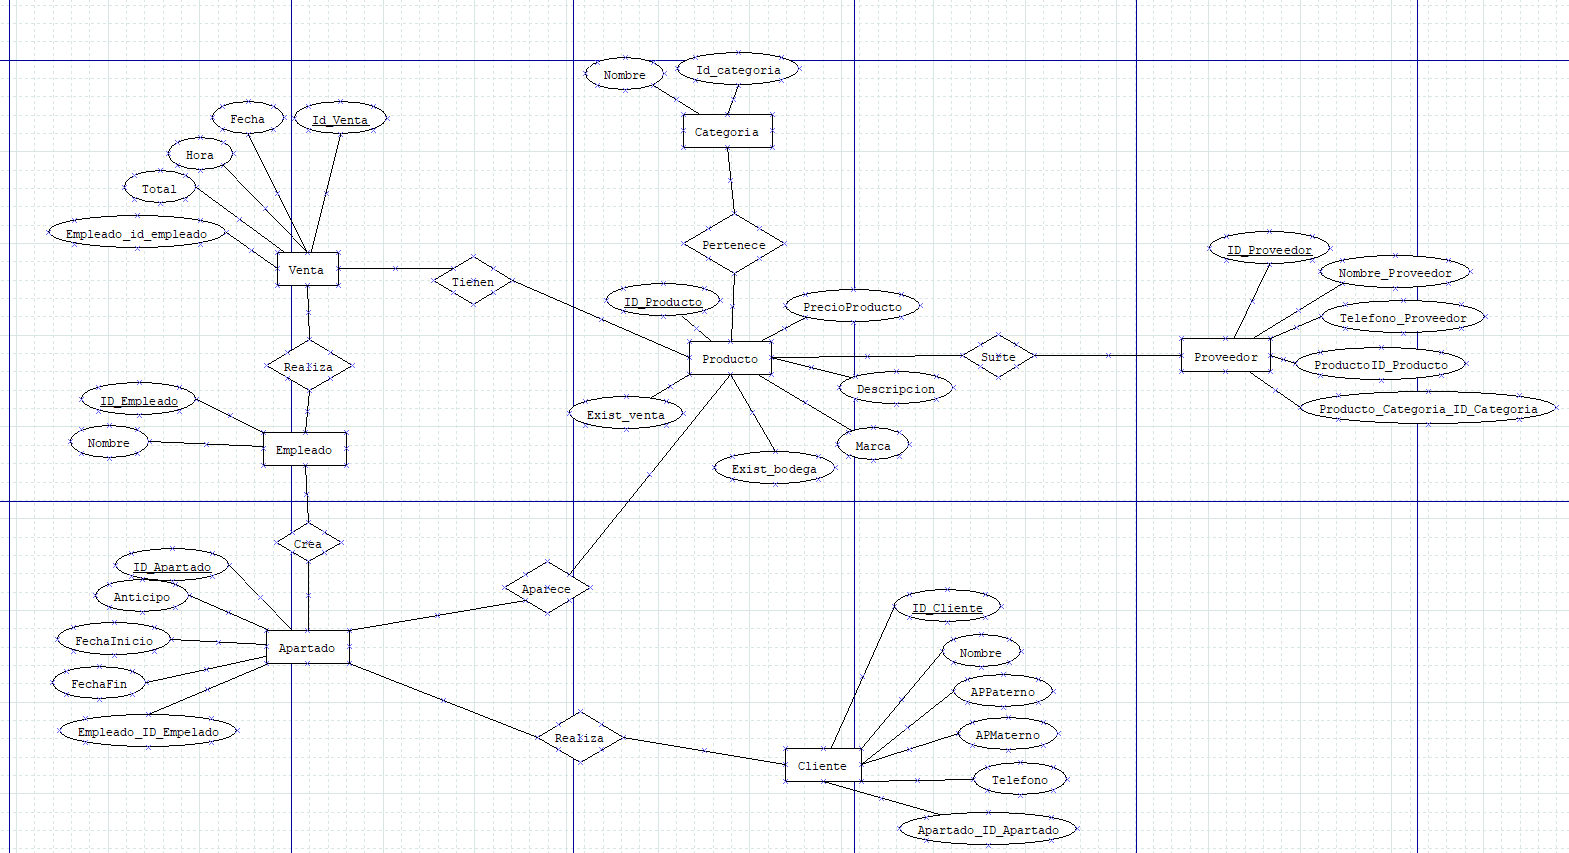 Nombre
Id_categoria
Categoria
Fecha
Id_Venta
Hora
Total
Empleado_id_empleado
Venta
Tienen
Pertenece
ID_Producto
PrecioProducto
Producto
Surte
Proveedor
ID_Proveedor
Nombre_Proveedor
Telefono_Proveedor
ProductoID_Producto
Producto_Categoria_ID_Categoria
Descripcion
Exist_venta
Marca
Exist_bodega
Realiza
ID_Empleado
Nombre
Empleado
Crea
ID_Apartado
Anticipo
FechaInicio
FechaFin
Empleado_ID_Empelado
Apartado
Aparece
Realiza
ID_Cliente
Nombre
APPaterno
APMaterno
Cliente
Telefono
Apartado_ID_Apartado